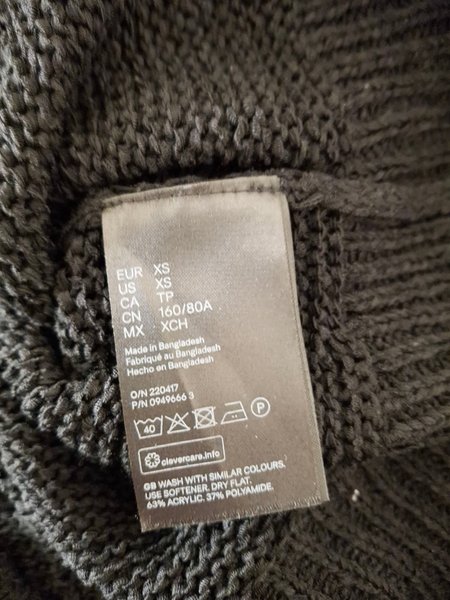 EUR XS
US XS
CA TP
CN 160/80A
MX XCH
Made in Bangladesh
Fabriqué au Bangladesh
Hecho en Bangladesh
O/N 220417
P/N 0949666 3
40 P
clevercare.info
GB WASH WITH SIMILAR COLOURS.
USE SOFTENER. DRY FLAT.
63% ACRYLIC. 37% POLYAMIDE.